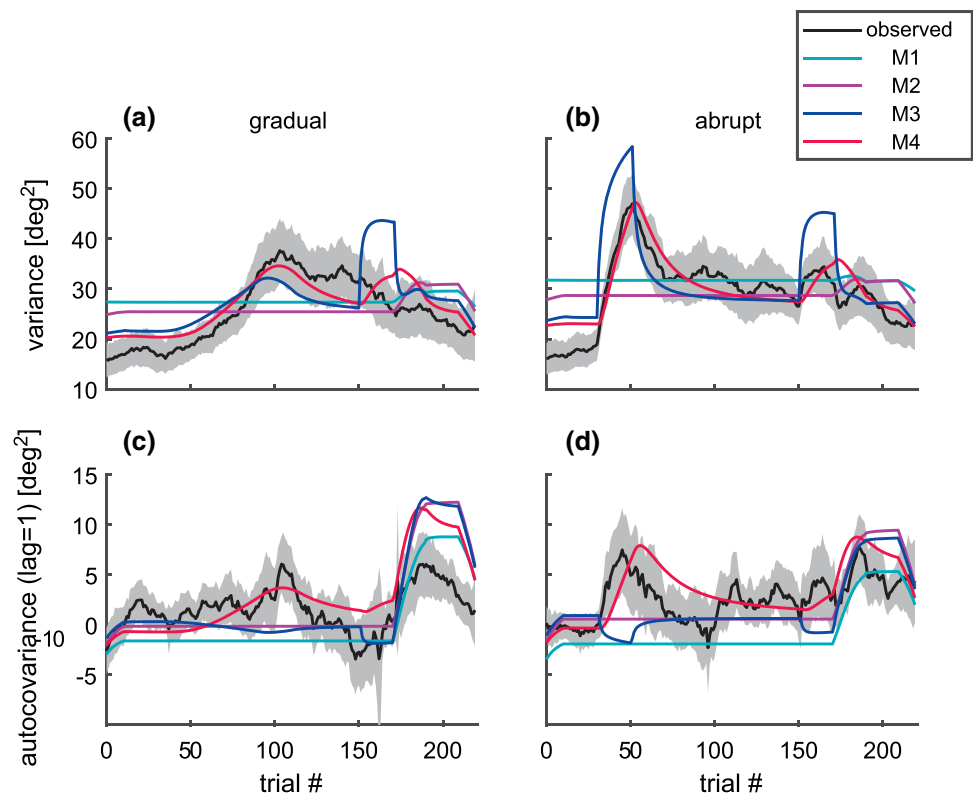 observed
M1
M2
M3
M4
(a) gradual
(b) abrupt
variance [deg²]
60
50
40
30
20
10
(c)
(d)
autocovariance (lag=1) [deg²]
15
10
5
0
-10
-5
0 50 100 150 200
0 50 100 150 200
trial #
trial #